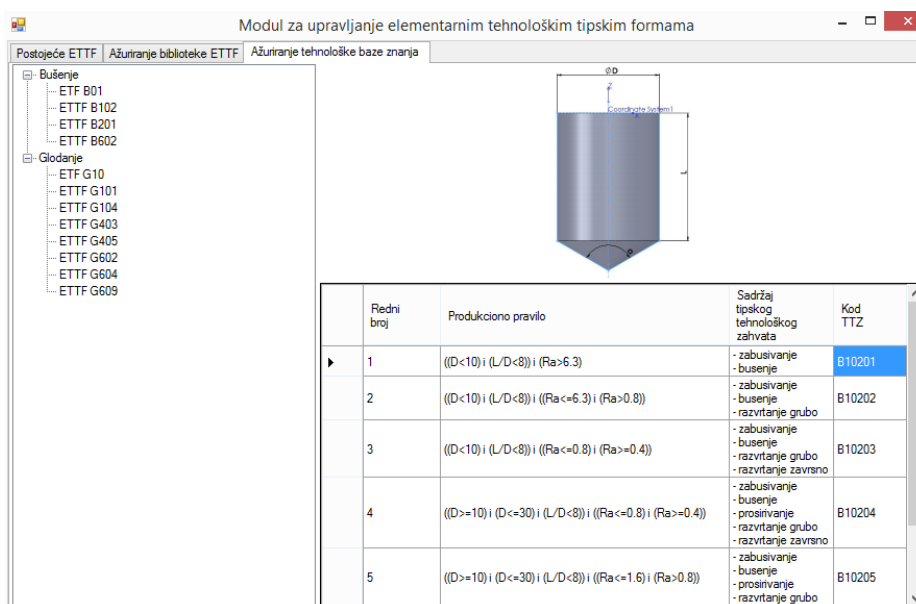 Modul za upravljanje elementarnim tehnološkim tipskim formama
Postojeće ETTF
Ažuriranje biblioteke ETTF
Ažuriranje tehnološke baze znanja
Bušenje
ETF B01
ETTF B102
ETTF B201
ETTF B602
Glodanje
ETF G10
ETTF G101
ETTF G104
ETTF G403
ETTF G405
ETTF G602
ETTF G604
ETTF G609
ØD
Z
Coordinate System1
L
Redni
broj
Produkciono pravilo
Sadržaj
tipskog
tehnološkog
zahvata
Kod
TTZ
1
((D<10) i (L/D<8)) i (Ra>6.3)
- zabusivanje
- busenje
B10201
2
((D<10) i (L/D<8)) i ((Ra<=6.3) i (Ra>0.8))
- zabusivanje
- busenje
- razvrtanje grubo
B10202
3
((D<10) i (L/D<8)) i ((Ra<=0.8) i (Ra>=0.4))
- zabusivanje
- busenje
- razvrtanje grubo
- razvrtanje zavrsno
B10203
4
((D>=10) i (D<=30) i (L/D<8)) i ((Ra<=0.8) i (Ra>=0.4))
- zabusivanje
- busenje
- prosirivanje
- razvrtanje grubo
- razvrtanje zavrsno
B10204
5
((D>=10) i (D<=30) i (L/D<8)) i ((Ra<=1.6) i (Ra>0.8))
- zabusivanje
- busenje
- prosirivanje
- razvrtanje grubo
B10205